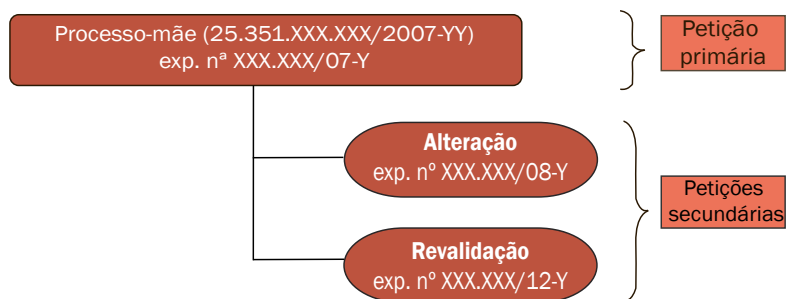 Processo-mãe (25.351.XXX.XXX/2007-YY)
exp. nª XXX.XXX/07-Y
Petição
primária
Alteração
exp. nº XXX.XXX/08-Y
Petições
secundárias
Revalidação
exp. nº XXX.XXX/12-Y